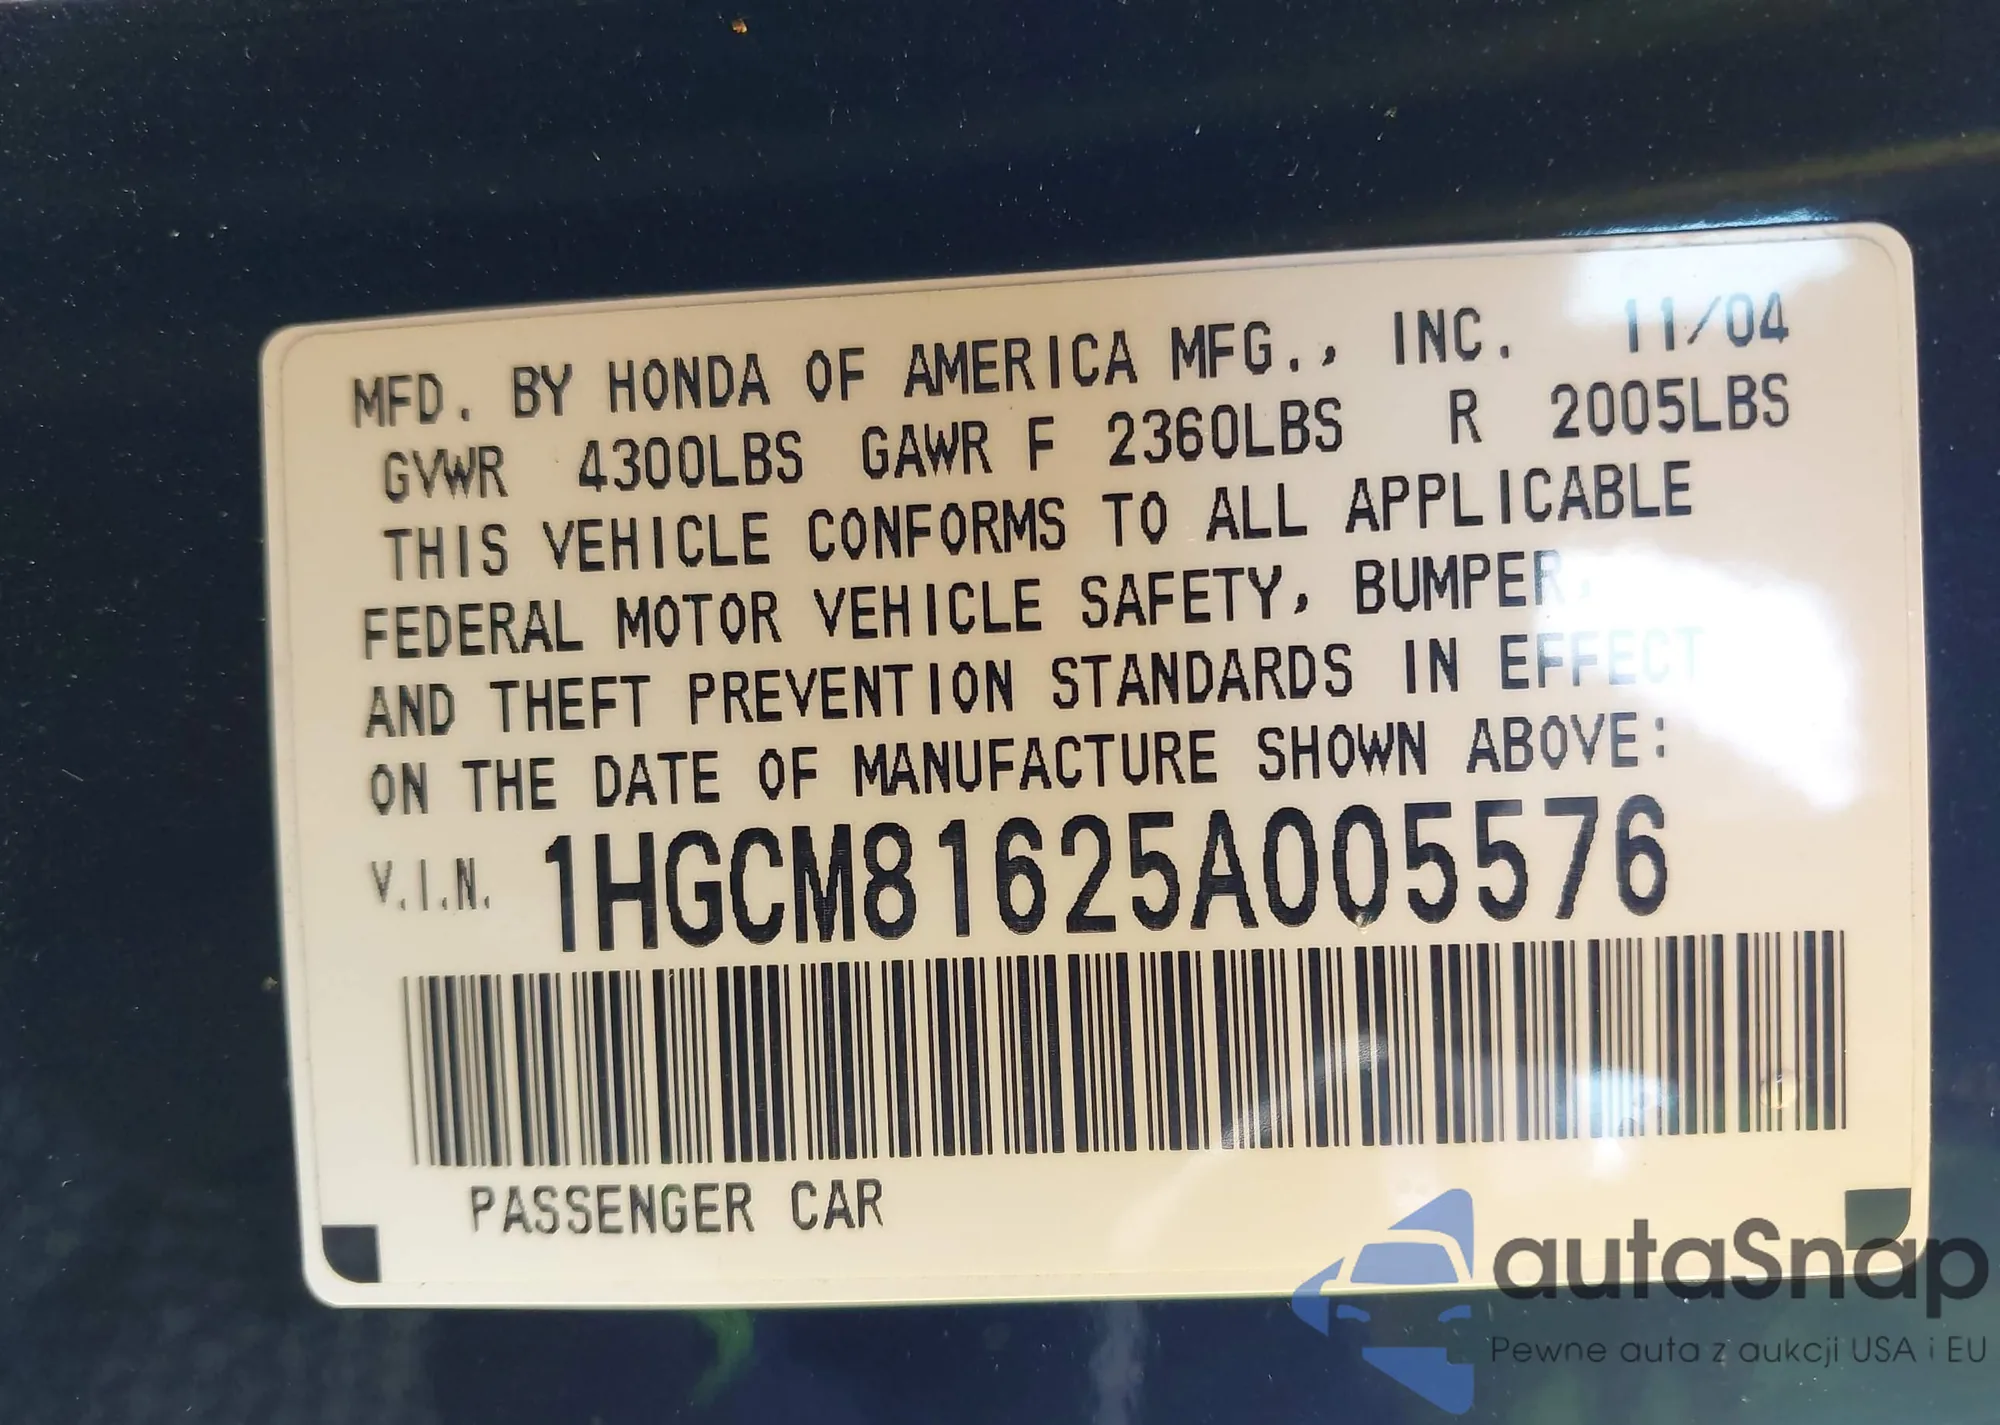 MFD. BY HONDA OF AMERICA MFG., INC. 11/04
GVWR 4300LBS GAWR F 2360LBS R 2005LBS
THIS VEHICLE CONFORMS TO ALL APPLICABLE
FEDERAL MOTOR VEHICLE SAFETY, BUMPER,
AND THEFT PREVENTION STANDARDS IN EFFECT
ON THE DATE OF MANUFACTURE SHOWN ABOVE:
V.I.N. 1HGCM81625A005576
PASSENGER CAR
autaSnap
Pewne auta z aukcji USA i EU